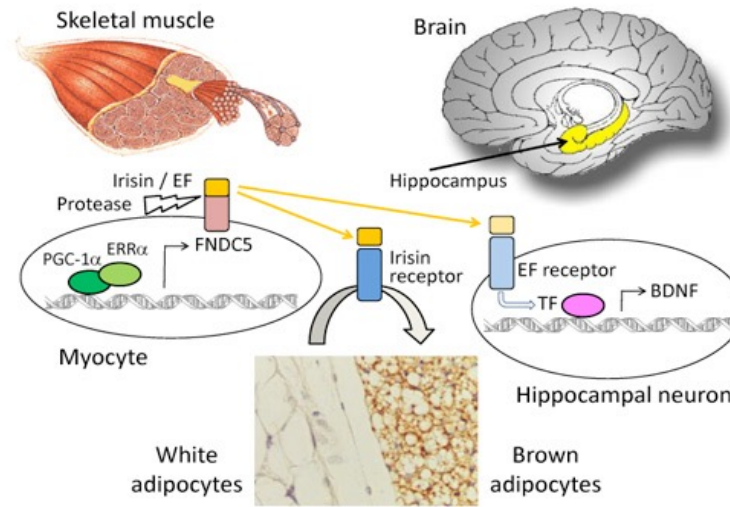 Skeletal muscle
Brain
Hippocampus
Irisin / EF
Protease
FNDC5
PGC-1α
ERRα
Irisin
receptor
EF receptor
TF
BDNF
Myocyte
Hippocampal neuron
White
adipocytes
Brown
adipocytes